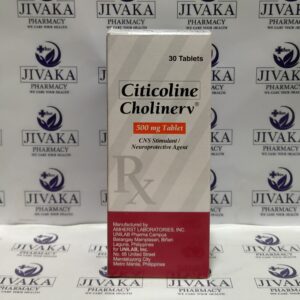 30 Tablets
Citicoline
Cholinerv®
500 mg Tablet
CNS Stimulant /
Neuroprotective Agent
Rx
Manufactured by
AMHERST LABORATORIES, INC.
UNILAB Pharma Campus
Barangay Mamplasan, Biñan
Laguna, Philippines
for UNILAB, Inc.
No. 66 United Street
Mandaluyong City
Metro Manila, Philippines
JIVAKA
PHARMACY
WE CARE YOUR HEALTH